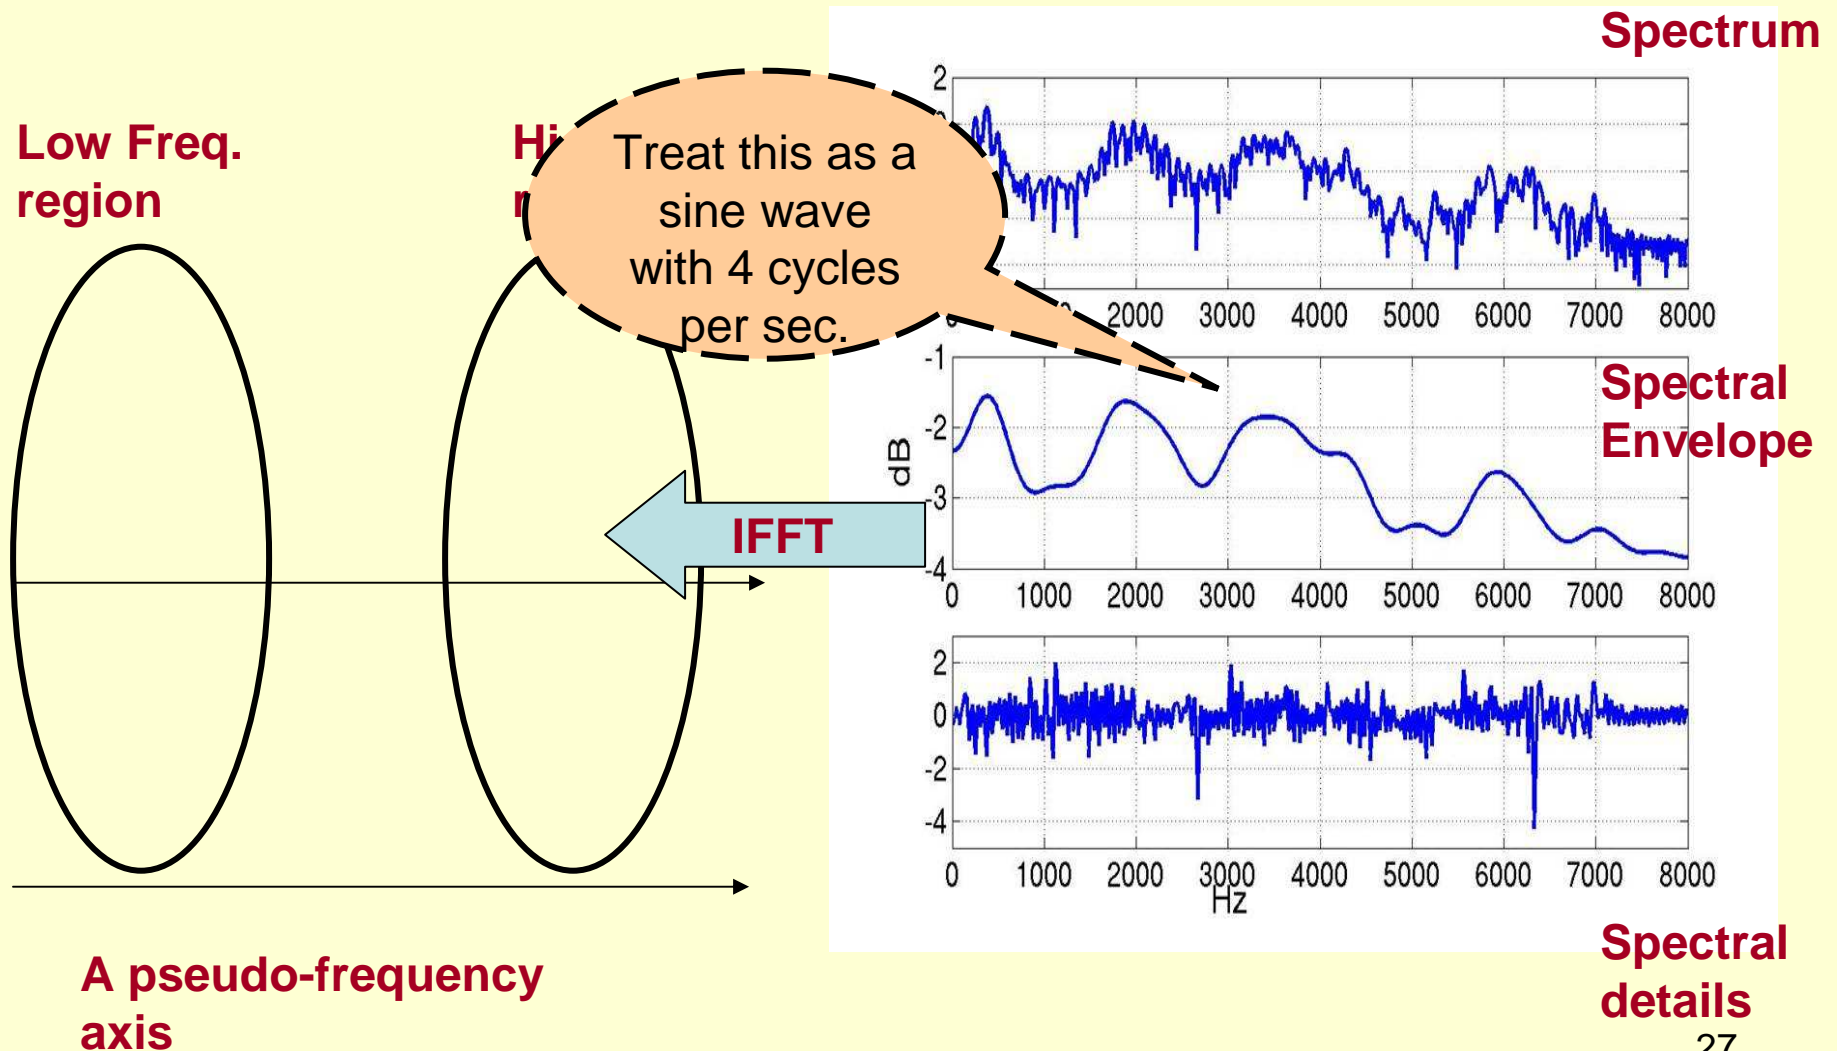 Spectrum
Low Freq.
region
Treat this as a
sine wave
with 4 cycles
per sec.
2
2000 3000 4000 5000 6000 7000 8000
Spectral
Envelope
dB
-1
-2
-3
-4
0 1000 2000 3000 4000 5000 6000 7000 8000
IFFT
2
0
-2
-4
0 1000 2000 3000 4000 5000 6000 7000 8000
Hz
Spectral
details
A pseudo-frequency
axis
27